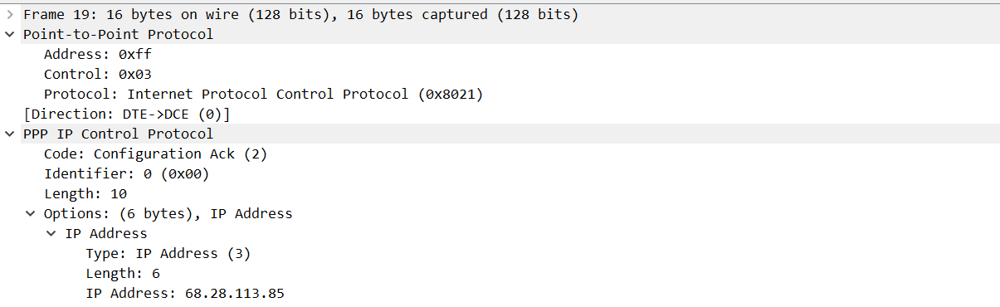 Frame 19: 16 bytes on wire (128 bits), 16 bytes captured (128 bits)
Point-to-Point Protocol
Address: 0xff
Control: 0x03
Protocol: Internet Protocol Control Protocol (0x8021)
[Direction: DTE->DCE (0)]
PPP IP Control Protocol
Code: Configuration Ack (2)
Identifier: 0 (0x00)
Length: 10
Options: (6 bytes), IP Address
IP Address
Type: IP Address (3)
Length: 6
IP Address: 68.28.113.85